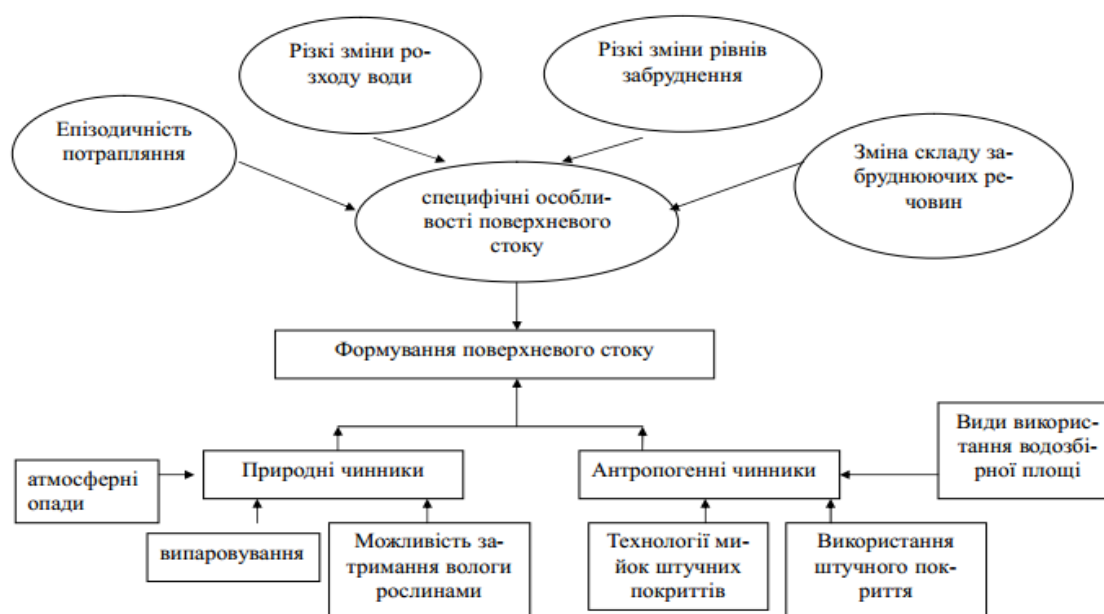 Різкі зміни ро-
зходу води
Різкі зміни рівнів
забруднення
Епізодичність
потрапляння
Зміна складу за-
бруднюючих ре-
човин
специфічні особли-
вості поверхневого
стоку
Формування поверхневого стоку
Види викорис-
тання водозбі-
рної площі
Природні чинники
Антропогенні чинники
атмосферні
опади
випаровування
Можливість за-
тримання вологи
рослинами
Технології ми-
йок штучних
покриттів
Використання
штучного пок-
риття